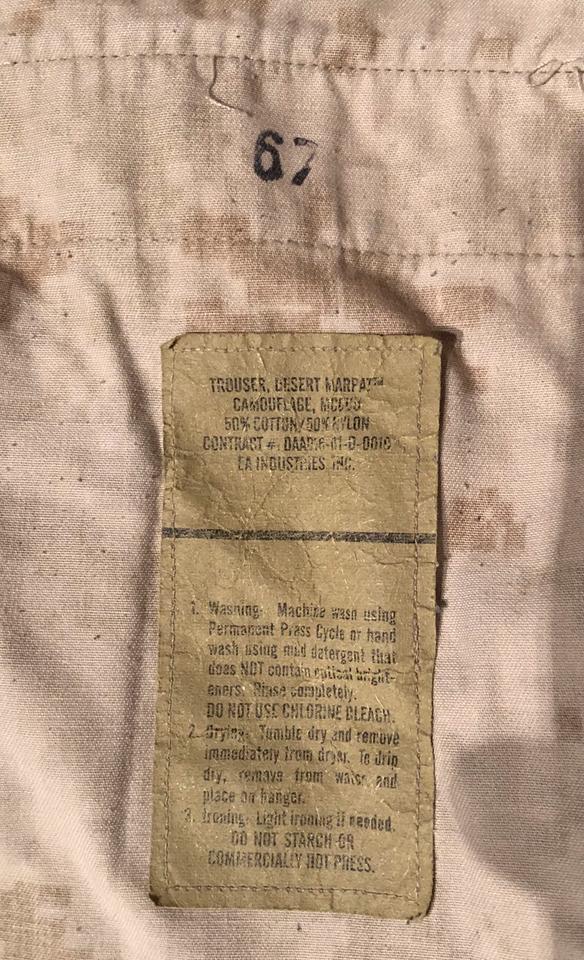 67
TROUSER, DESERT MARPAT™
CAMOUFLAGE, MCCUU
50% COTTON/50% NYLON
CONTRACT #:
EA INDUSTRIES INC.
1. Washing: Machine wash using
Permanent Press Cycle or hand
wash using mild detergent that
does NOT contain optical bright-
eners. Rinse completely.
DO NOT USE CHLORINE BLEACH.
2. Drying: Tumble dry and remove
immediately from dryer. To drip
dry, remove from water and
place on hanger.
3. Ironing: Light ironing if needed.
DO NOT STARCH OR
COMMERCIALLY HOT PRESS.